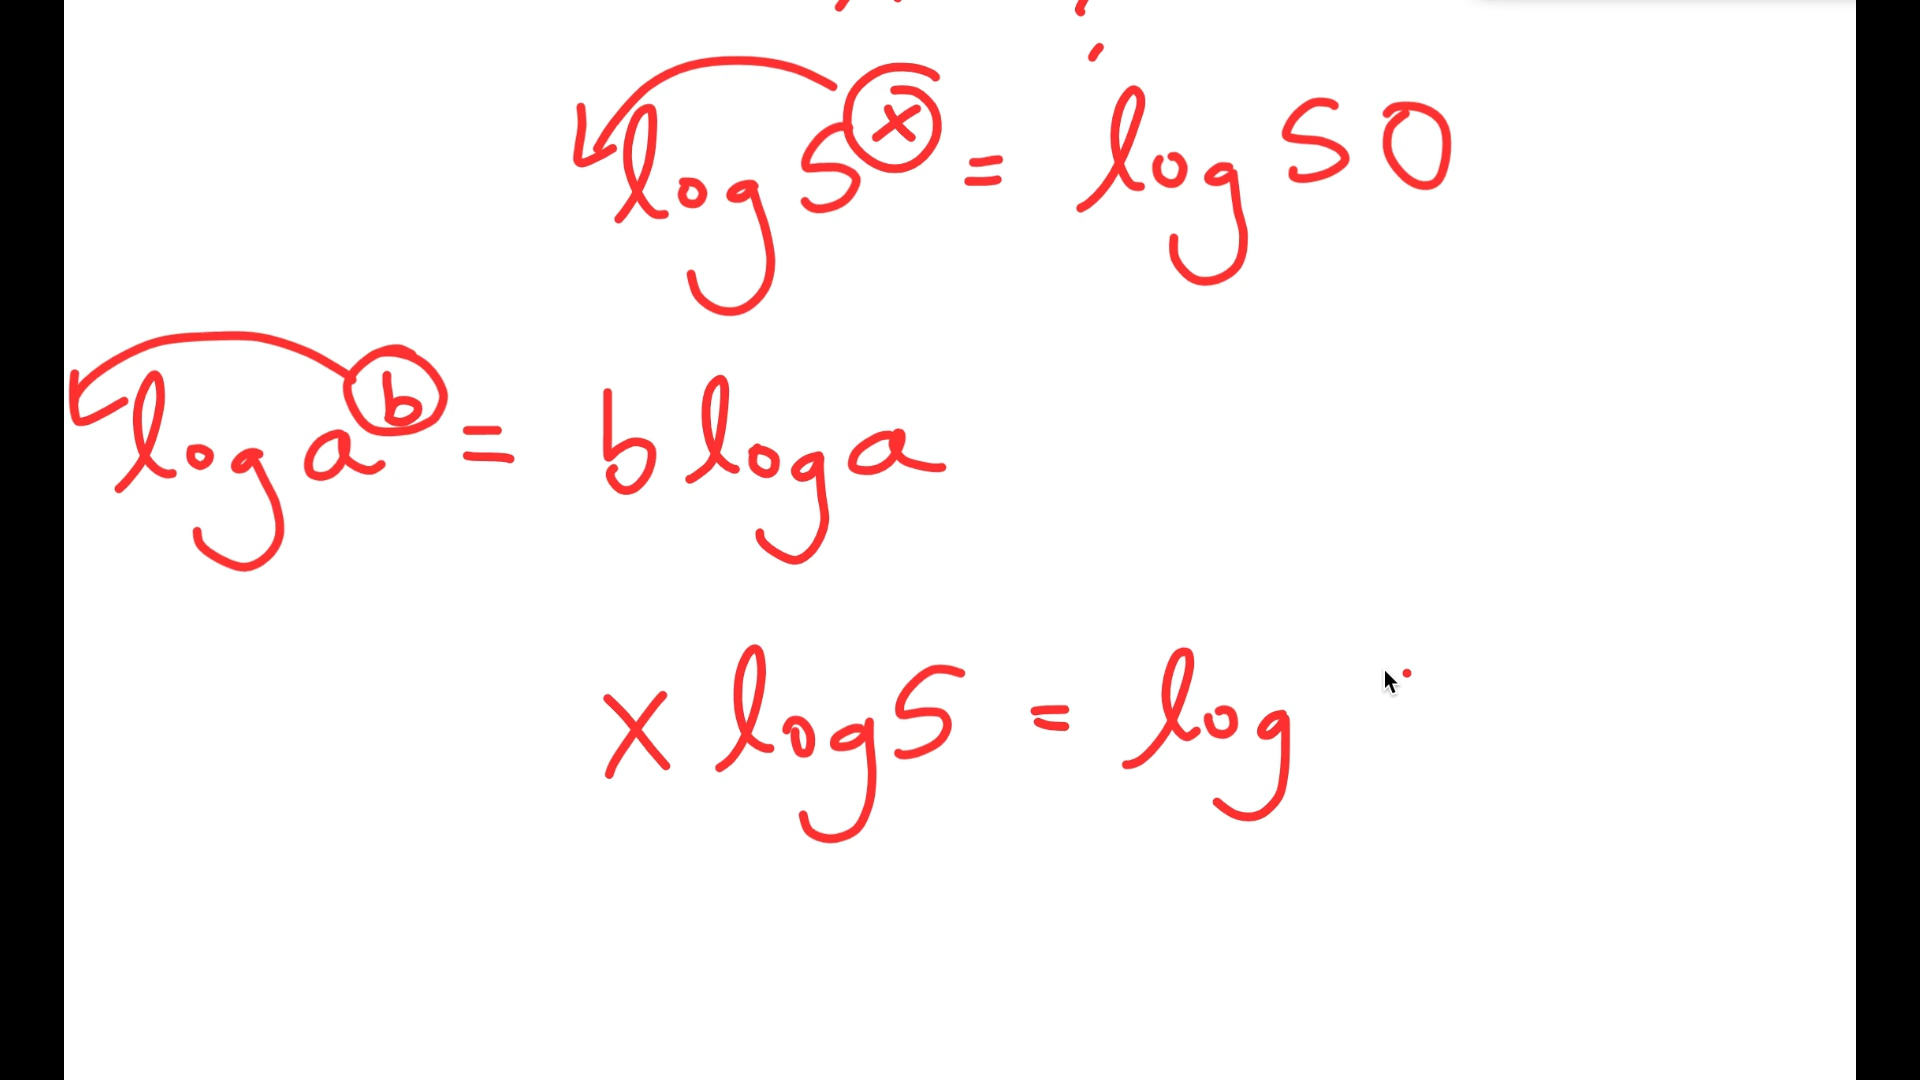 log 5^x = log 50
log a^b = b log a
x log 5 = log